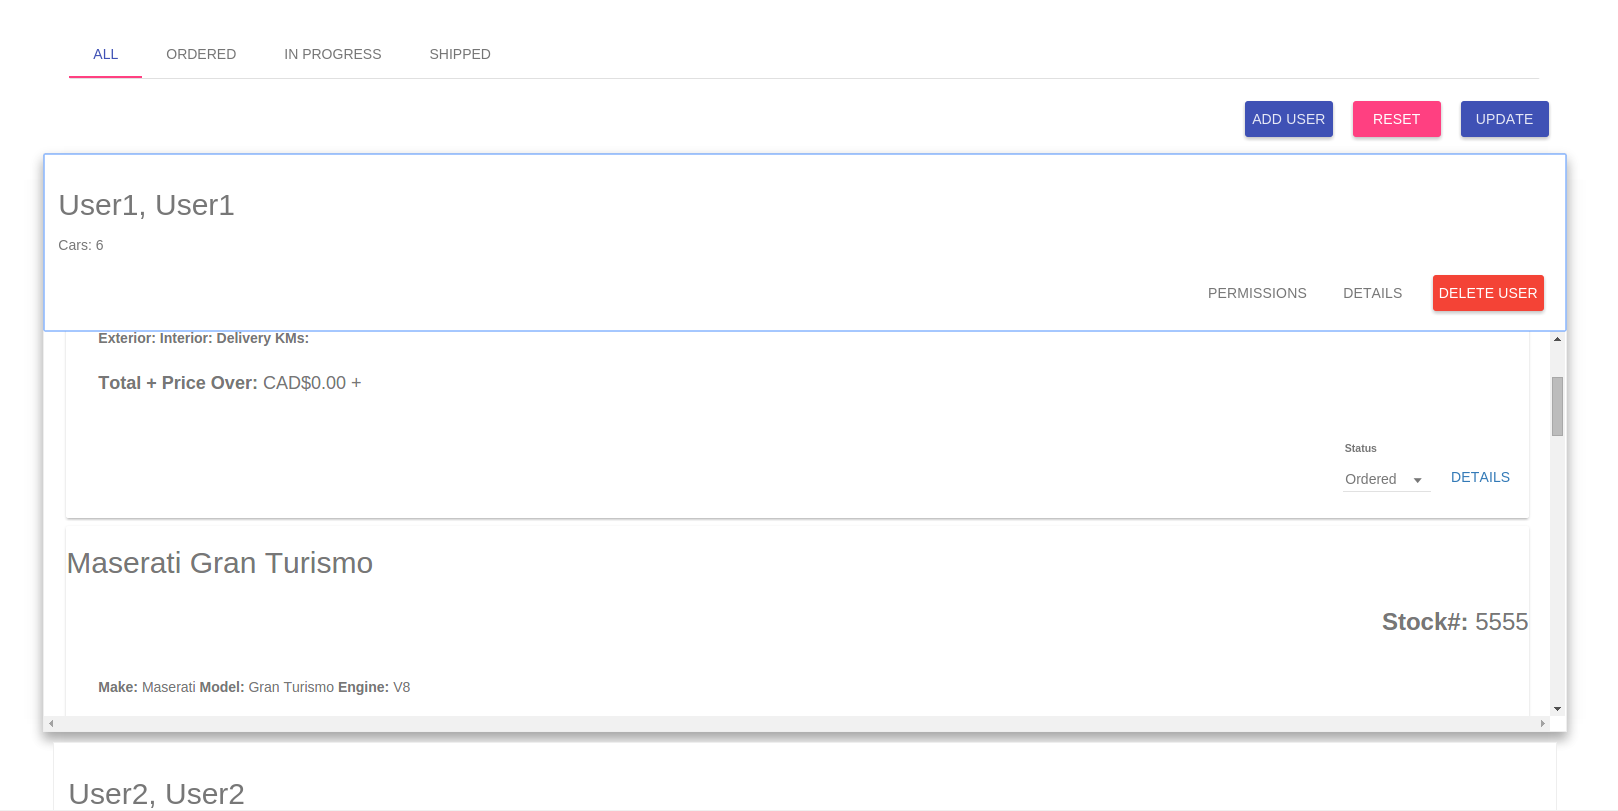 ALL ORDERED IN PROGRESS SHIPPED
ADD USER RESET UPDATE
User1, User1
Cars: 6
PERMISSIONS DETAILS DELETE USER
Exterior: Interior: Delivery KMs:
Total + Price Over: CAD$0.00 +
Status
Ordered DETAILS
Maserati Gran Turismo
Stock#: 5555
Make: Maserati Model: Gran Turismo Engine: V8
User2, User2